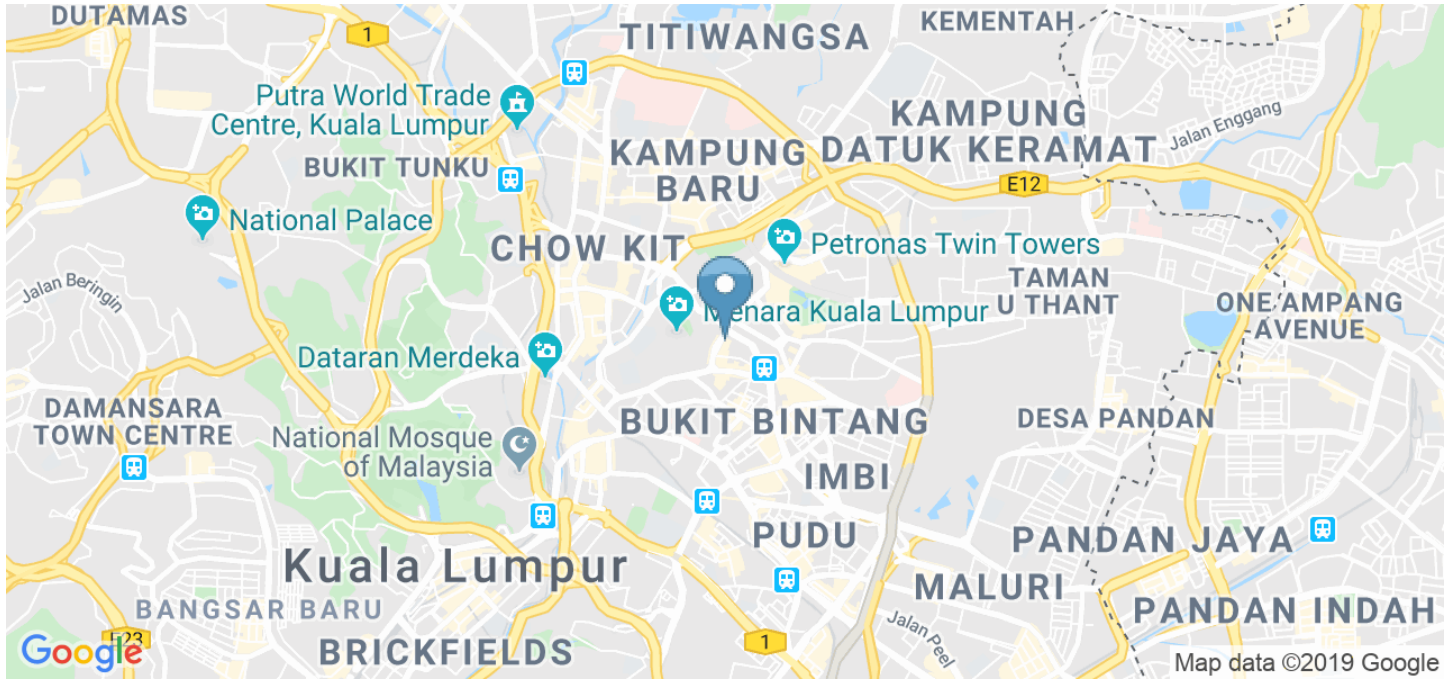 DUTAMAS
1
TITIWANGSA
KEMENTAH
Putra World Trade
Centre, Kuala Lumpur
KAMPUNG
DATUK KERAMAT
Jalan Enggang
BUKIT TUNKU
KAMPUNG
BARU
E12
National Palace
CHOW KIT
Petronas Twin Towers
TAMAN
U THANT
Jalan Beringin
Menara Kuala Lumpur
ONE AMPANG
AVENUE
Dataran Merdeka
DAMANSARA
TOWN CENTRE
BUKIT BINTANG
DESA PANDAN
National Mosque
of Malaysia
IMBI
PUDU
PANDAN JAYA
Kuala Lumpur
MALURI
BANGSAR BARU
PANDAN INDAH
E23
Google
BRICKFIELDS
1
Jalan Peel
Map data ©2019 Google